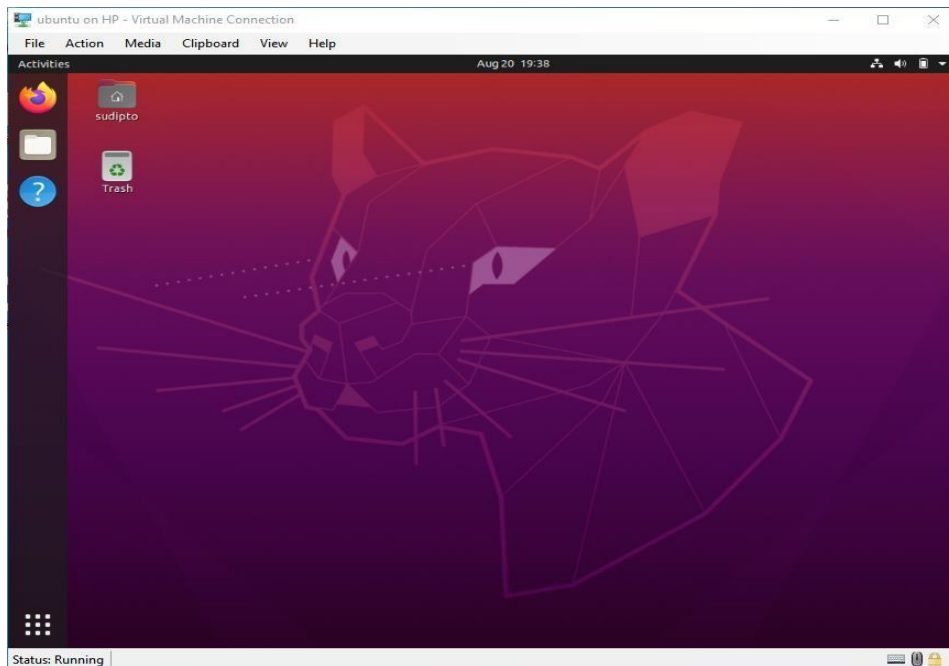 ubuntu on HP - Virtual Machine Connection
File Action Media Clipboard View Help
Activities Aug 20 19:38
sudipto
Trash
Status: Running